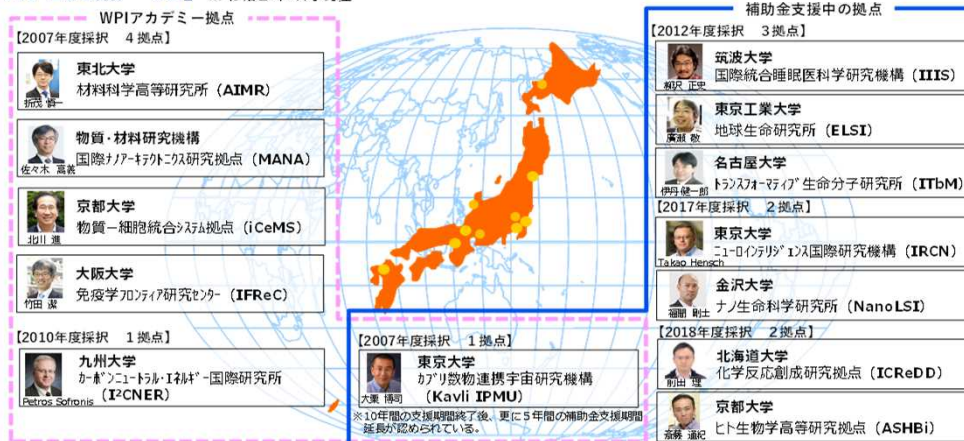 WPIアカデミー拠点
【2007年度採択 4拠点】
東北大学
材料科学高等研究所（AIMR）
折茂 慎一
物質・材料研究機構
国際ナノアーキテクトニクス研究拠点（MANA）
佐々木 高義
京都大学
物質－細胞統合システム拠点（iCeMS）
北川 進
大阪大学
免疫学フロンティア研究センター（IFReC）
竹田 潔
【2010年度採択 1拠点】
九州大学
カーボンニュートラル・エネルギー国際研究所
（I²CNER）
Petros Sofronis
【2007年度採択 1拠点】
東京大学
カブリ数物連携宇宙研究機構
（Kavli IPMU）
大栗 博司
※10年間の支援期間終了後、更に5年間の補助金支援期間
延長が認められている。
補助金支援中の拠点
【2012年度採択 3拠点】
筑波大学
国際統合睡眠医科学研究機構（IIIS）
柳沢 正史
東京工業大学
地球生命研究所（ELSI）
廣瀬 敬
名古屋大学
トランスフォーマティブ生命分子研究所（ITbM）
伊丹 健一郎
【2017年度採択 2拠点】
東京大学
ニューロインテリジェンス国際研究機構（IRCN）
Takao Hensch
金沢大学
ナノ生命科学研究所（NanoLSI）
福間 剛士
【2018年度採択 2拠点】
北海道大学
化学反応創成研究拠点（ICReDD）
前田 理
京都大学
ヒト生物学高等研究拠点（ASHBi）
斎藤 通紀